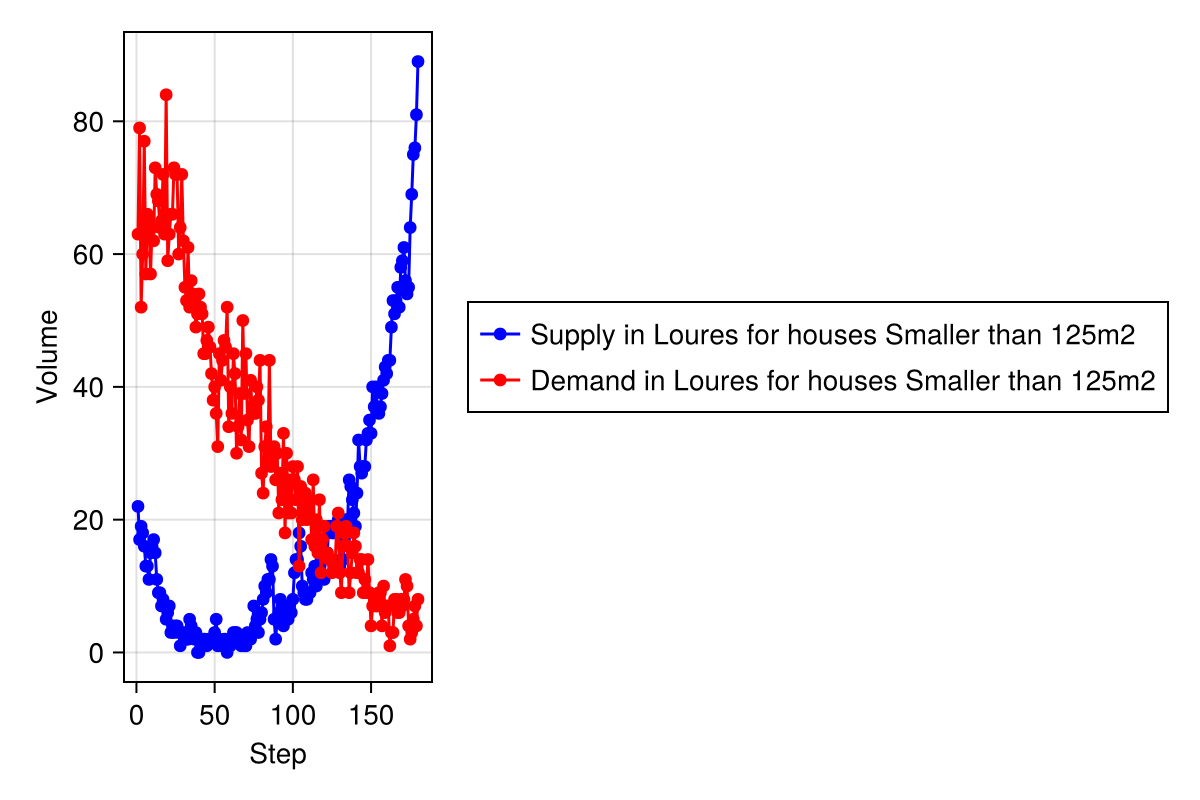 80
60
40
20
0
Volume
0 50 100 150
Step
Supply in Loures for houses Smaller than 125m2
Demand in Loures for houses Smaller than 125m2